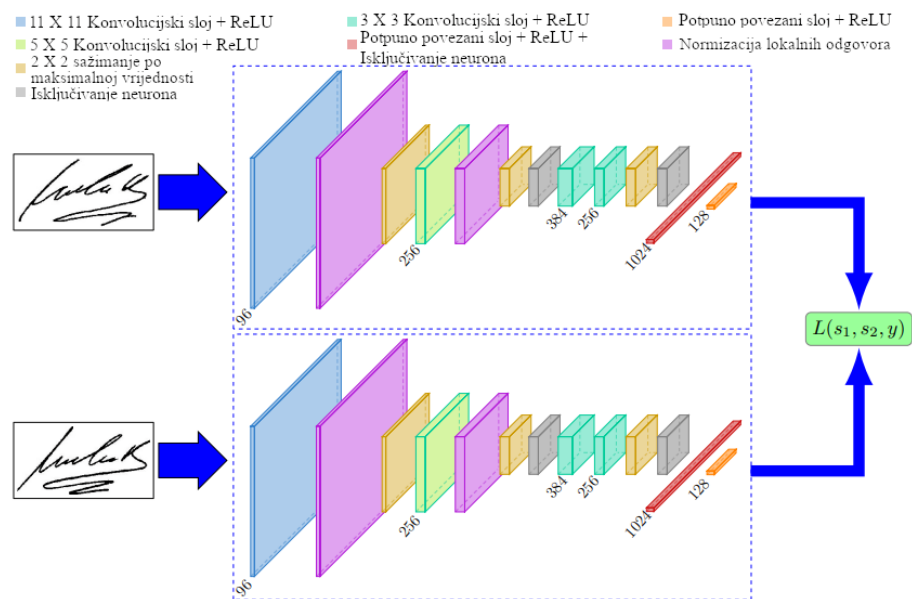 11 X 11 Konvolucijski sloj + ReLU
5 X 5 Konvolucijski sloj + ReLU
2 X 2 sažimanje po
maksimalnoj vrijednosti
Isključivanje neurona
3 X 3 Konvolucijski sloj + ReLU
Potpuno povezani sloj + ReLU +
Isključivanje neurona
Potpuno povezani sloj + ReLU
Normizacija lokalnih odgovora
96
256
384
256
1024
128
L(s₁, s₂, y)
96
256
384
256
1024
128